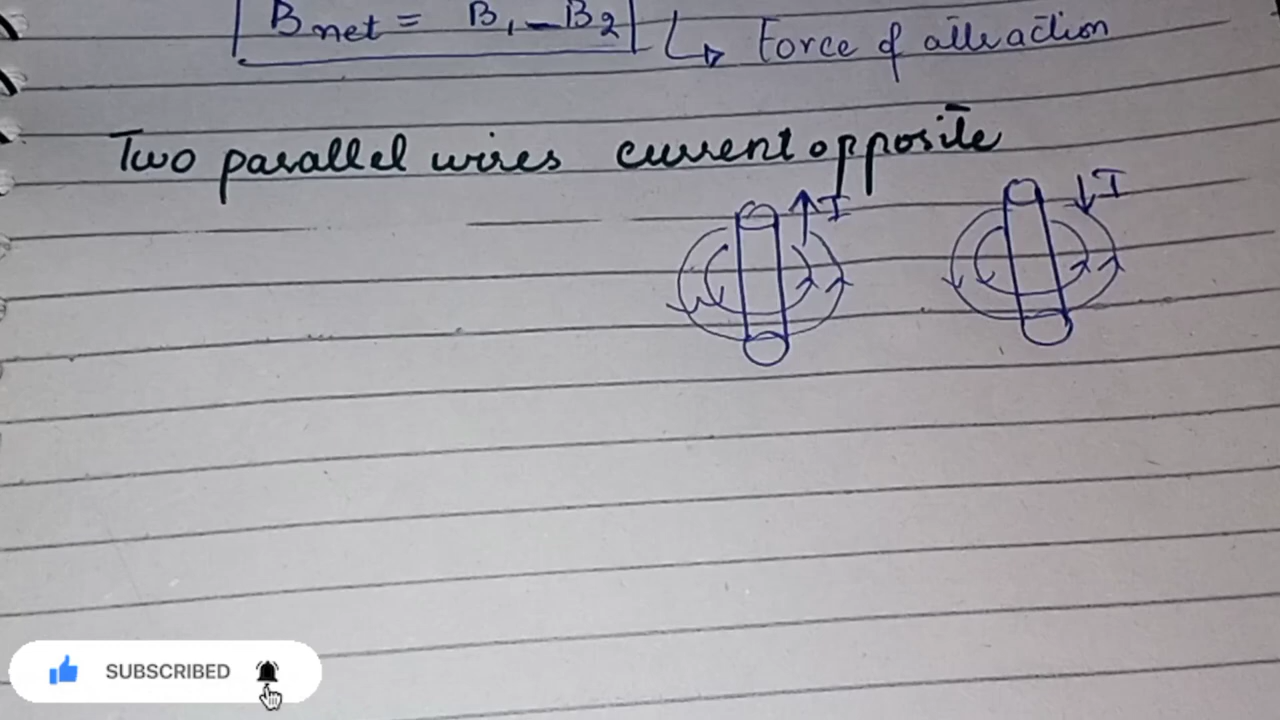 Bnet = B1 - B2 ↳ Force of attraction
Two parallel wires current opposite
↑I ↓I
SUBSCRIBED